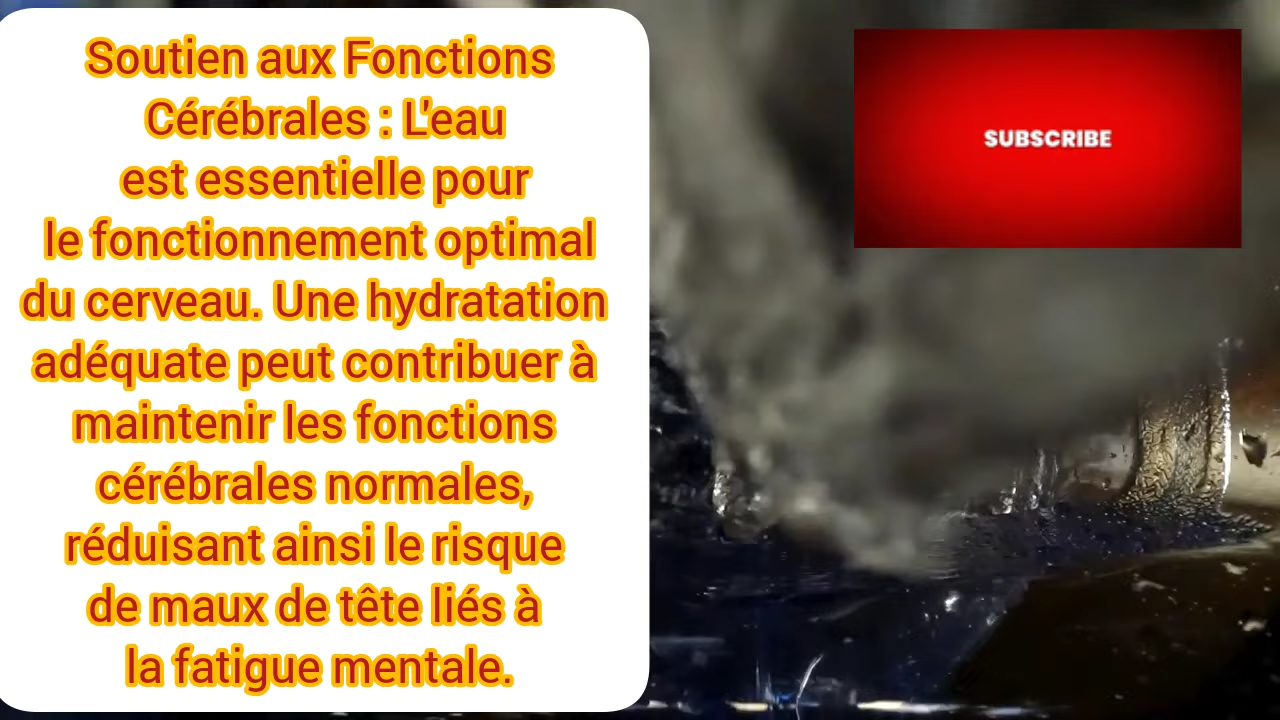 Soutien aux Fonctions
Cérébrales : L'eau
est essentielle pour
le fonctionnement optimal
du cerveau. Une hydratation
adéquate peut contribuer à
maintenir les fonctions
cérébrales normales,
réduisant ainsi le risque
de maux de tête liés à
la fatigue mentale.
SUBSCRIBE